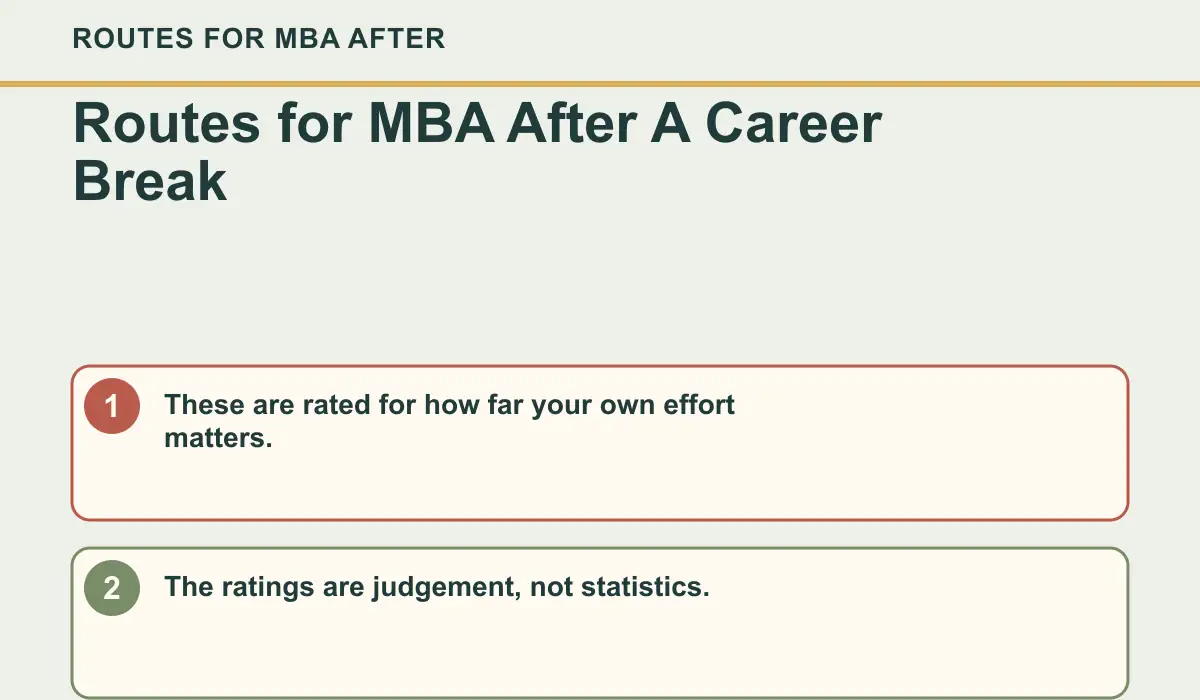 ROUTES FOR MBA AFTER
Routes for MBA After A Career
Break
1
These are rated for how far your own effort
matters.
2
The ratings are judgement, not statistics.